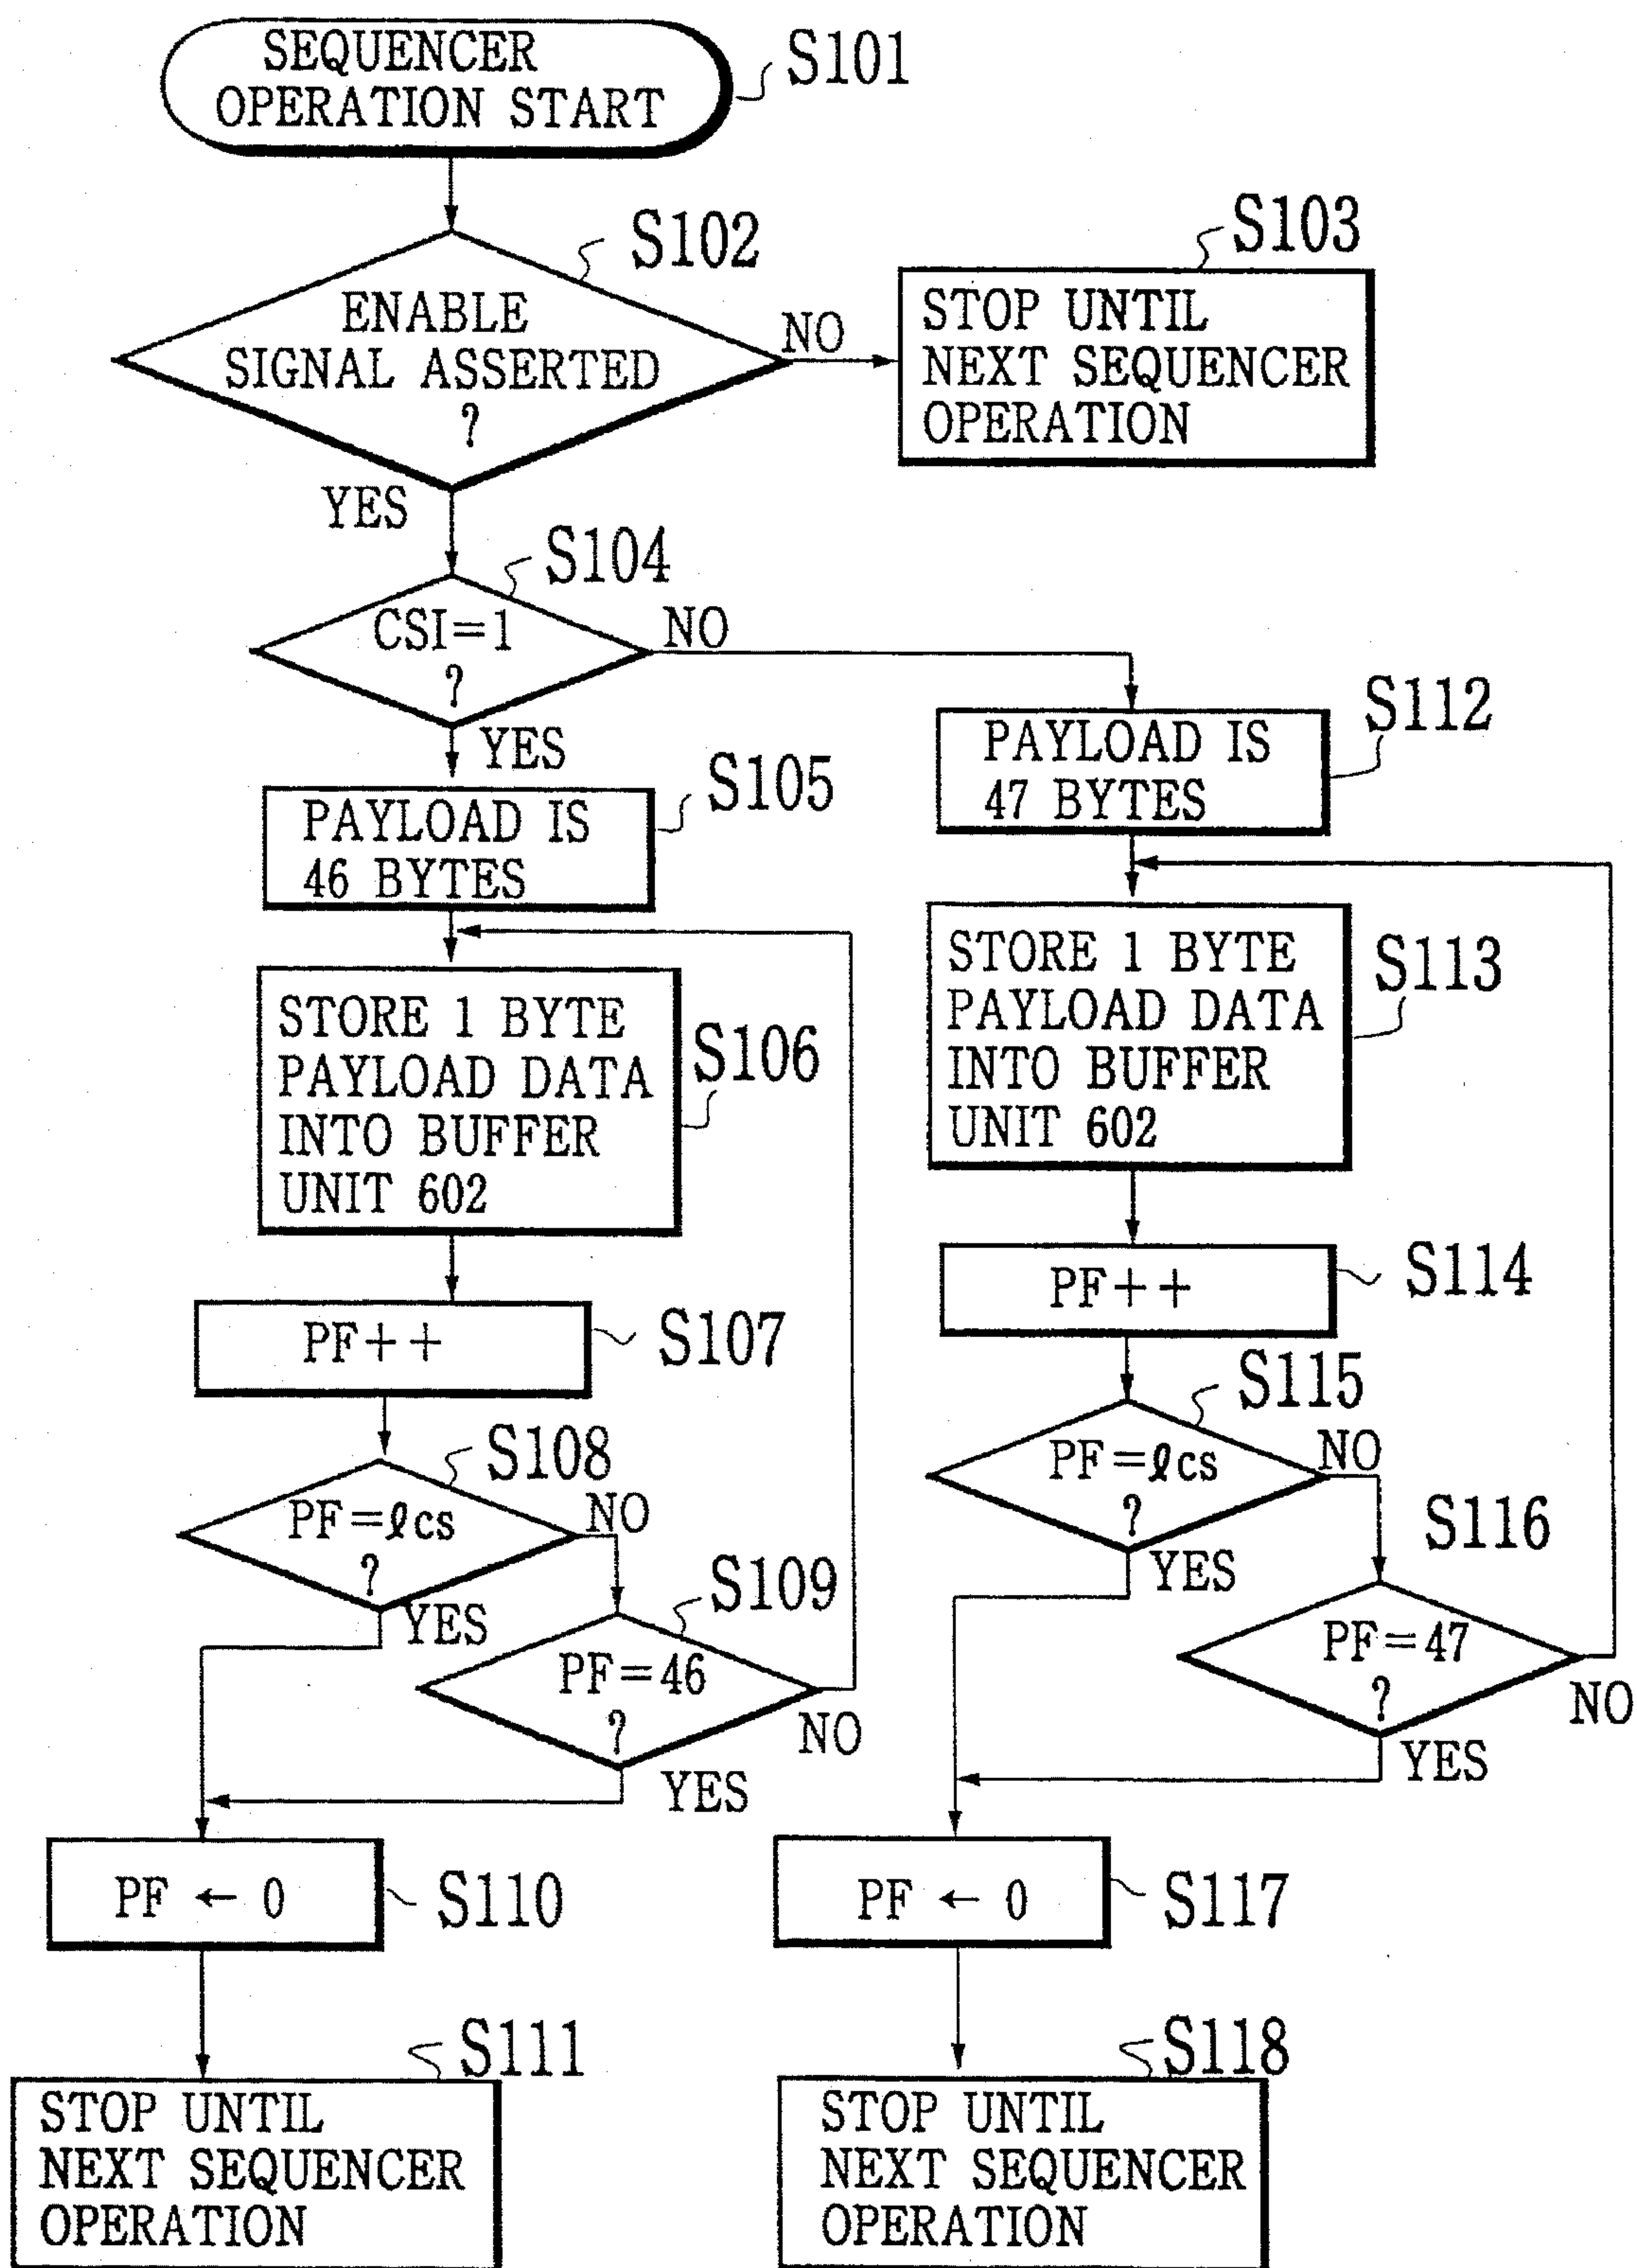 SEQUENCER
OPERATION START
S101
S102
ENABLE
SIGNAL ASSERTED
?
NO
YES
S103
STOP UNTIL
NEXT SEQUENCER
OPERATION
S104
CSI=1
?
NO
YES
S105
PAYLOAD IS
46 BYTES
S106
STORE 1 BYTE
PAYLOAD DATA
INTO BUFFER
UNIT 602
PF++
S107
S108
PF=ℓcs
?
NO
YES
S109
PF=46
?
NO
YES
PF ← 0
S110
S111
STOP UNTIL
NEXT SEQUENCER
OPERATION
S112
PAYLOAD IS
47 BYTES
S113
STORE 1 BYTE
PAYLOAD DATA
INTO BUFFER
UNIT 602
PF++
S114
S115
PF=ℓcs
?
NO
YES
S116
PF=47
?
NO
YES
PF ← 0
S117
S118
STOP UNTIL
NEXT SEQUENCER
OPERATION